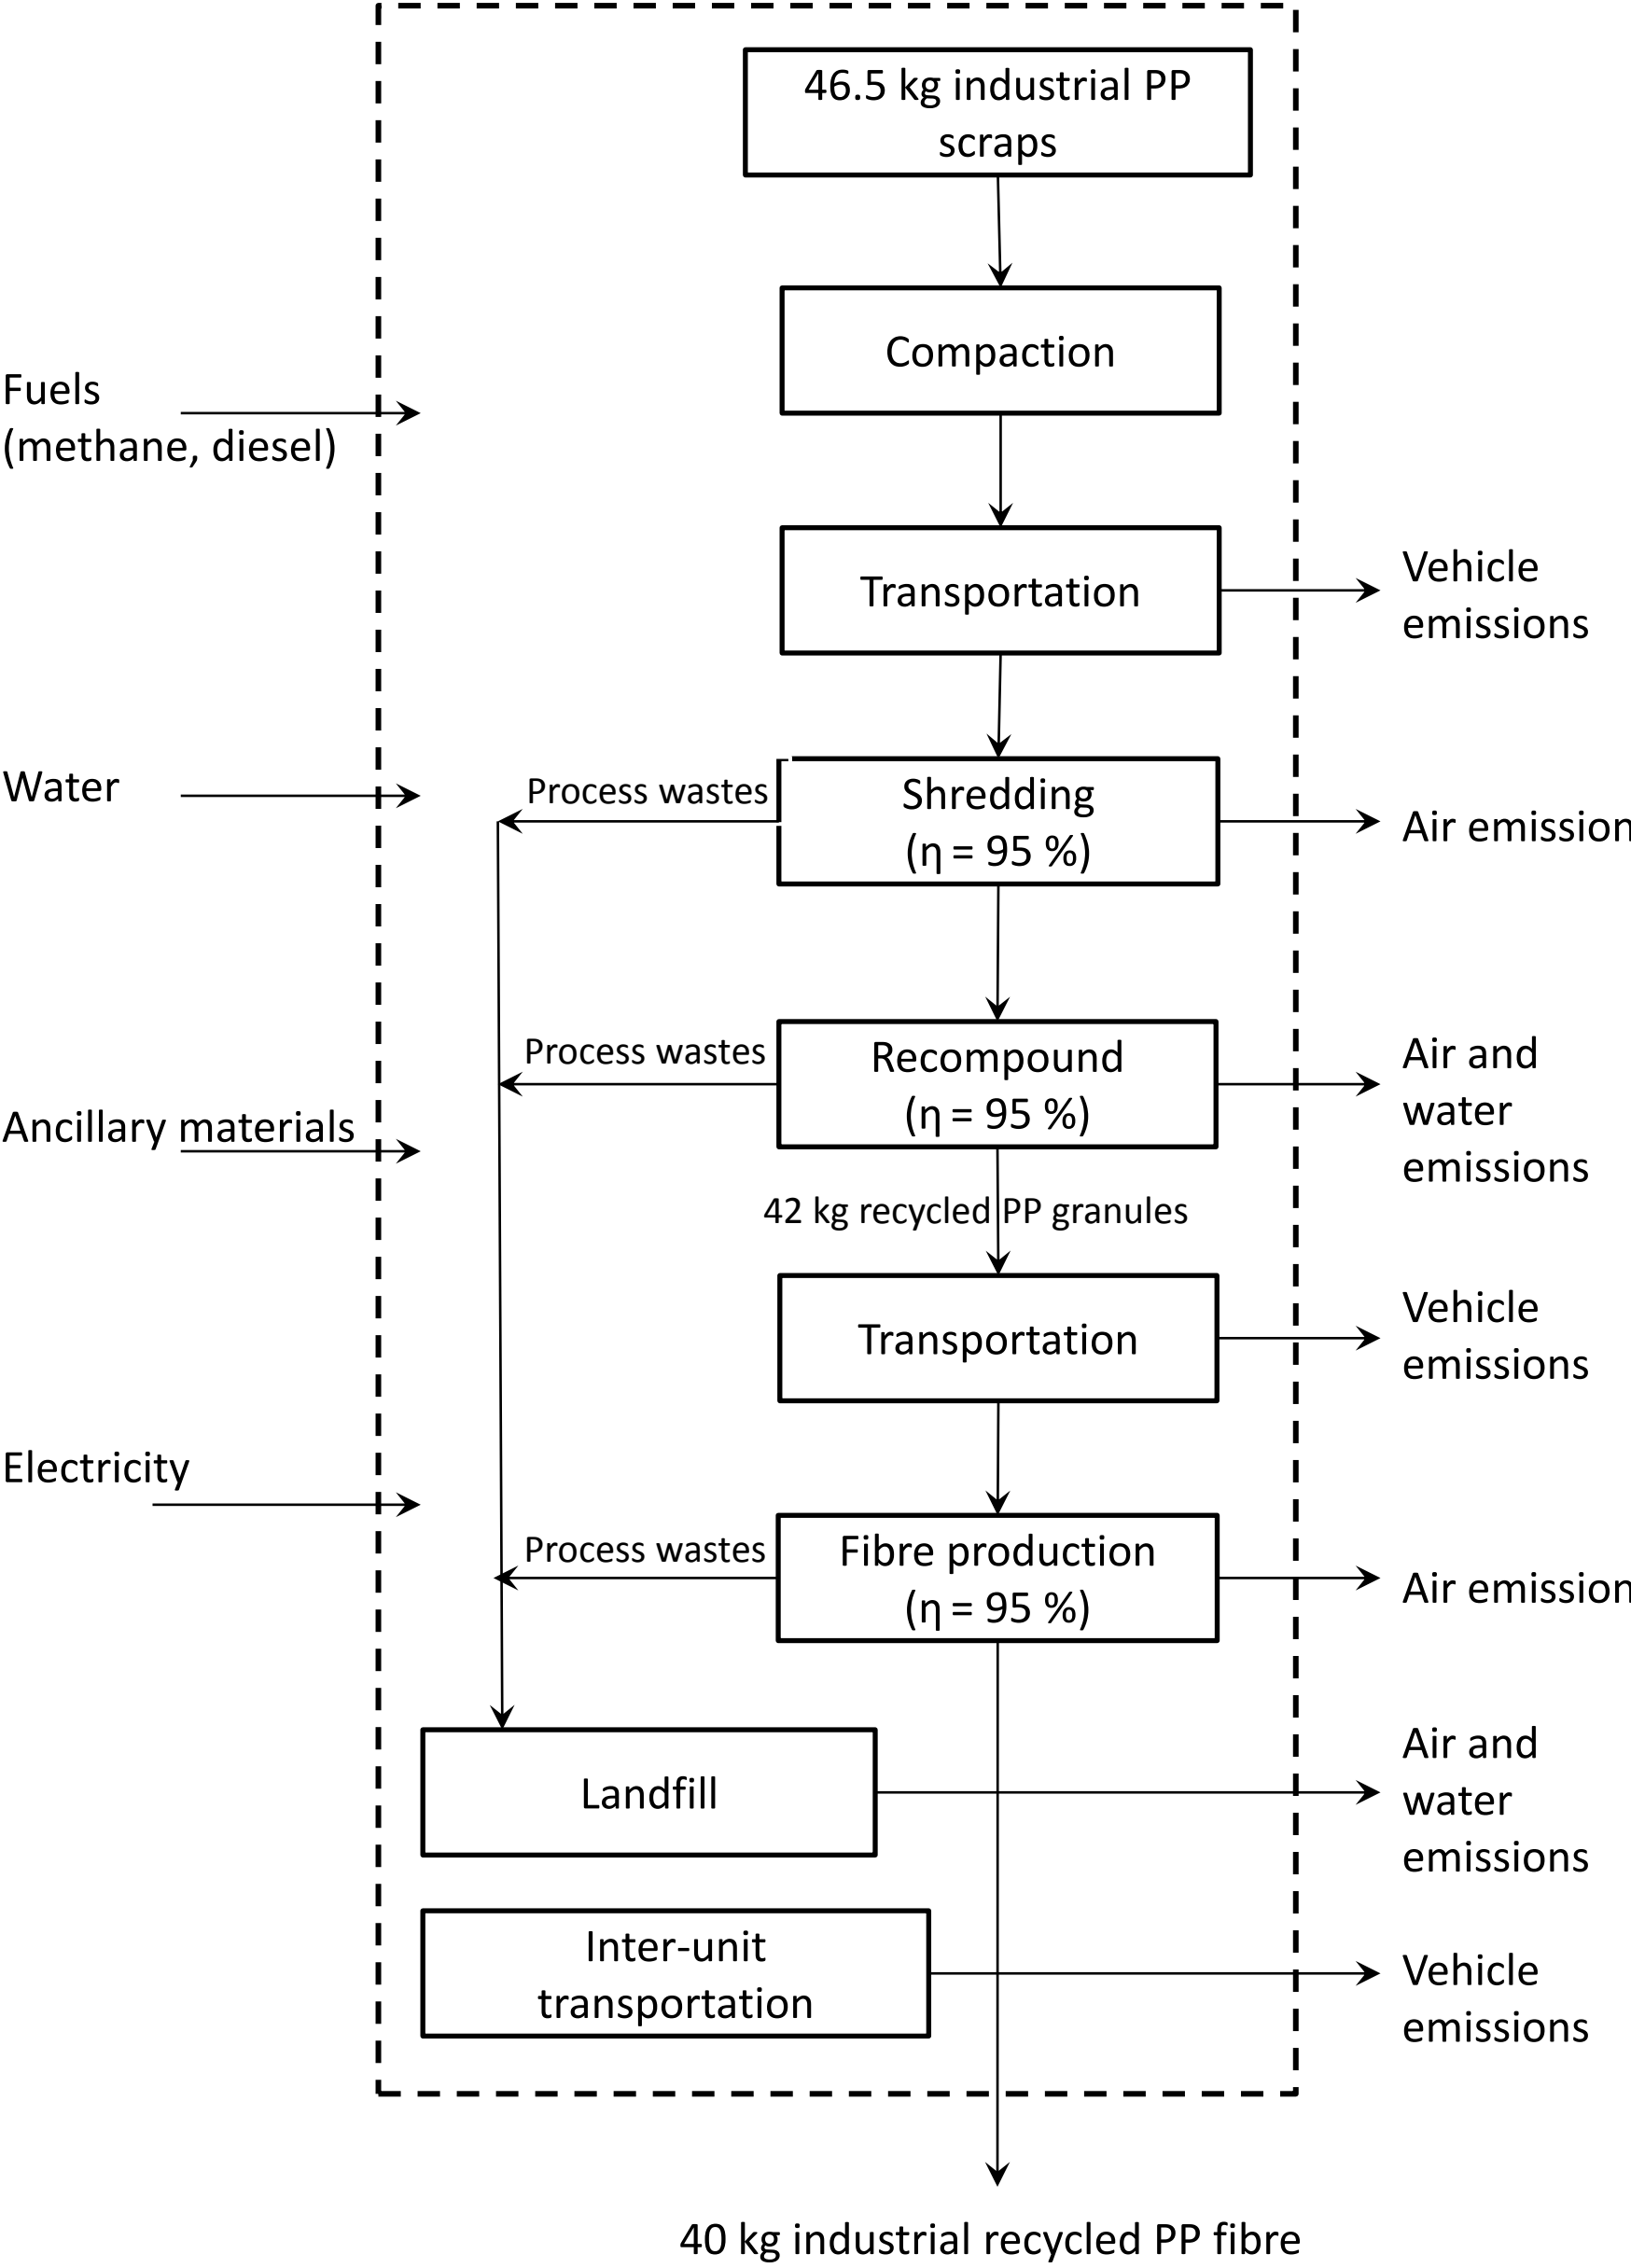 46.5 kg industrial PP
scraps
Compaction
Fuels
(methane, diesel)
Transportation
Vehicle
emissions
Water
Process wastes
Shredding
(η = 95 %)
Air emission
Process wastes
Recompound
(η = 95 %)
Air and
water
emissions
Ancillary materials
42 kg recycled PP granules
Transportation
Vehicle
emissions
Electricity
Process wastes
Fibre production
(η = 95 %)
Air emission
Landfill
Air and
water
emissions
Inter-unit
transportation
Vehicle
emissions
40 kg industrial recycled PP fibre